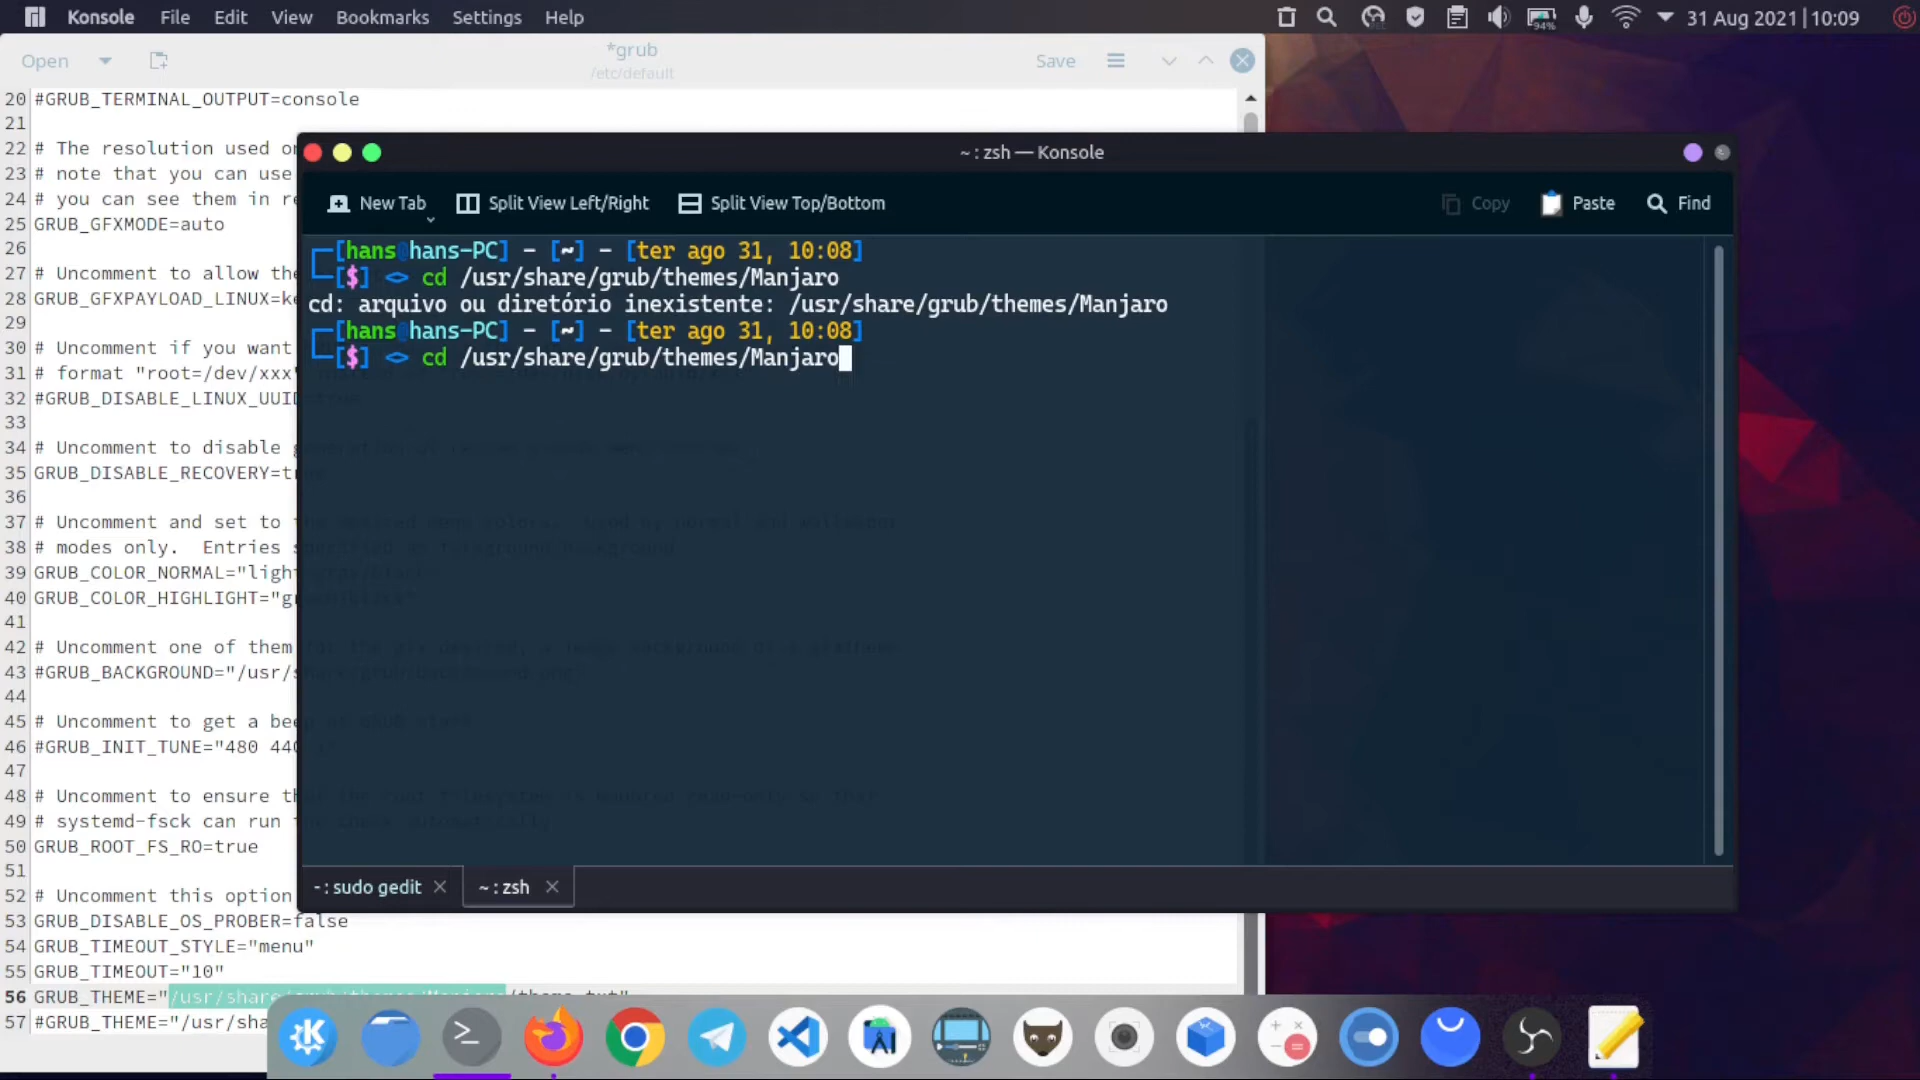 Konsole File Edit View Bookmarks Settings Help
94%
31 Aug 2021 | 10:09
Open
*grub
/etc/default
Save
20 #GRUB_TERMINAL_OUTPUT=console
21
22 # The resolution used
23 # note that you can use
24 # you can see them in
25 GRUB_GFXMODE=auto
26
27 # Uncomment to allow the
28 GRUB_GFXPAYLOAD_LINUX=
29
30 # Uncomment if you want
31 # format "root=/dev/xxx"
32 #GRUB_DISABLE_LINUX_UUID
33
34 # Uncomment to disable
35 GRUB_DISABLE_RECOVERY=
36
37 # Uncomment and set to
38 # modes only. Entries
39 GRUB_COLOR_NORMAL="light
40 GRUB_COLOR_HIGHLIGHT="
41
42 # Uncomment one of them
43 #GRUB_BACKGROUND="/usr/
44
45 # Uncomment to get a
46 #GRUB_INIT_TUNE="480
47
48 # Uncomment to ensure
49 # systemd-fsck can run
50 GRUB_ROOT_FS_RO=true
51
52 # Uncomment this option
53 GRUB_DISABLE_OS_PROBER=false
54 GRUB_TIMEOUT_STYLE="menu"
55 GRUB_TIMEOUT="10"
56 GRUB_THEME="/usr/share
57 #GRUB_THEME="/usr/sha
~ : zsh — Konsole
New Tab Split View Left/Right Split View Top/Bottom Copy Paste Find
[hans@hans-PC] - [~] - [ter ago 31, 10:08]
[$] <> cd /usr/share/grub/themes/Manjaro
cd: arquivo ou diretório inexistente: /usr/share/grub/themes/Manjaro
[hans@hans-PC] - [~] - [ter ago 31, 10:08]
[$] <> cd /usr/share/grub/themes/Manjaro
- : sudo gedit
~ : zsh